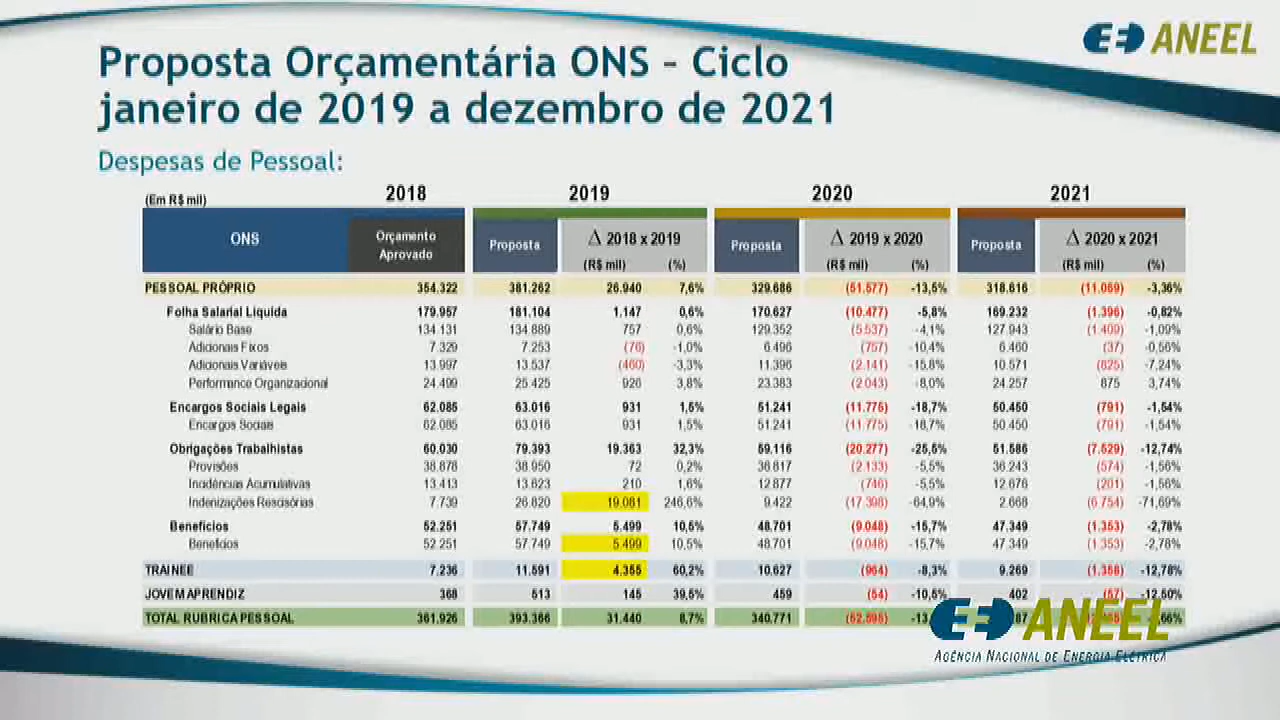 ANEEL
Proposta Orçamentária ONS – Ciclo
janeiro de 2019 a dezembro de 2021
Despesas de Pessoal:
(Em R$ mil) 2018 2019 2020 2021
ONS Orçamento Aprovado Proposta Δ 2018 x 2019 Proposta Δ 2019 x 2020 Proposta Δ 2020 x 2021
(R$ mil) (%) (R$ mil) (%) (R$ mil) (%)
PESSOAL PRÓPRIO 354.322 381.262 26.940 7,6% 329.686 (51.577) -13,5% 318.616 (11.069) -3,36%
Folha Salarial Líquida 179.957 181.104 1.147 0,6% 170.627 (10.477) -5,8% 169.232 (1.396) -0,82%
Salário Base 134.131 134.889 757 0,6% 129.352 (5.537) -4,1% 127.943 (1.409) -1,09%
Adicionais Fixos 7.329 7.253 (76) -1,0% 6.496 (757) -10,4% 6.460 (37) -0,56%
Adicionais Variáveis 13.997 13.537 (460) -3,3% 11.396 (2.141) -15,8% 10.571 (825) -7,24%
Performance Organizacional 24.499 25.425 926 3,8% 23.383 (2.043) -8,0% 24.257 875 3,74%
Encargos Sociais Legais 62.085 63.016 931 1,5% 51.241 (11.775) -18,7% 50.450 (791) -1,54%
Encargos Sociais 62.085 63.016 931 1,5% 51.241 (11.775) -18,7% 50.450 (791) -1,54%
Obrigações Trabalhistas 60.030 79.393 19.363 32,3% 59.116 (20.277) -25,5% 51.586 (7.529) -12,74%
Provisões 38.878 38.950 72 0,2% 36.817 (2.133) -5,5% 36.243 (574) -1,56%
Incidências Acumulativas 13.413 13.623 210 1,6% 12.877 (746) -5,5% 12.676 (201) -1,56%
Indenizações Rescisórias 7.739 26.820 19.081 246,6% 9.422 (17.398) -64,9% 2.668 (6.754) -71,69%
Benefícios 52.251 57.749 5.499 10,5% 48.701 (9.048) -15,7% 47.349 (1.353) -2,78%
Benefícios 52.251 57.749 5.499 10,5% 48.701 (9.048) -15,7% 47.349 (1.353) -2,78%
TRAINEE 7.236 11.591 4.355 60,2% 10.627 (964) -8,3% 9.269 (1.358) -12,78%
JOVEM APRENDIZ 368 513 145 39,5% 459 (54) -10,5% 402 (57) -12,50%
TOTAL RUBRICA PESSOAL 361.926 393.366 31.440 8,7% 340.771 (52.595)
ANEEL
AGÊNCIA NACIONAL DE ENERGIA ELÉTRICA